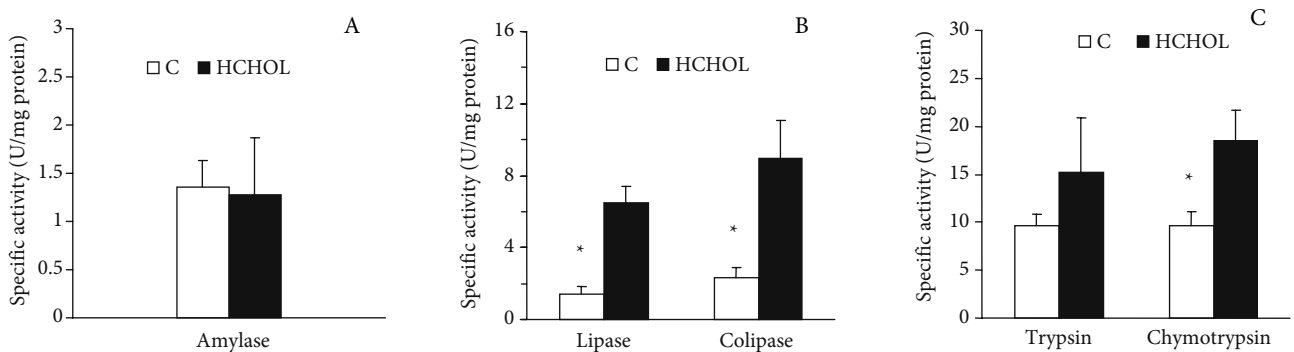 A
Specific activity (U/mg protein)
3
2.5
2
1.5
1
0.5
0
C HCHOL
Amylase
B
Specific activity (U/mg protein)
16
12
8
4
0
C HCHOL
*
*
Lipase Colipase
C
Specific activity (U/mg protein)
30
25
20
15
10
5
0
C HCHOL
*
Trypsin Chymotrypsin